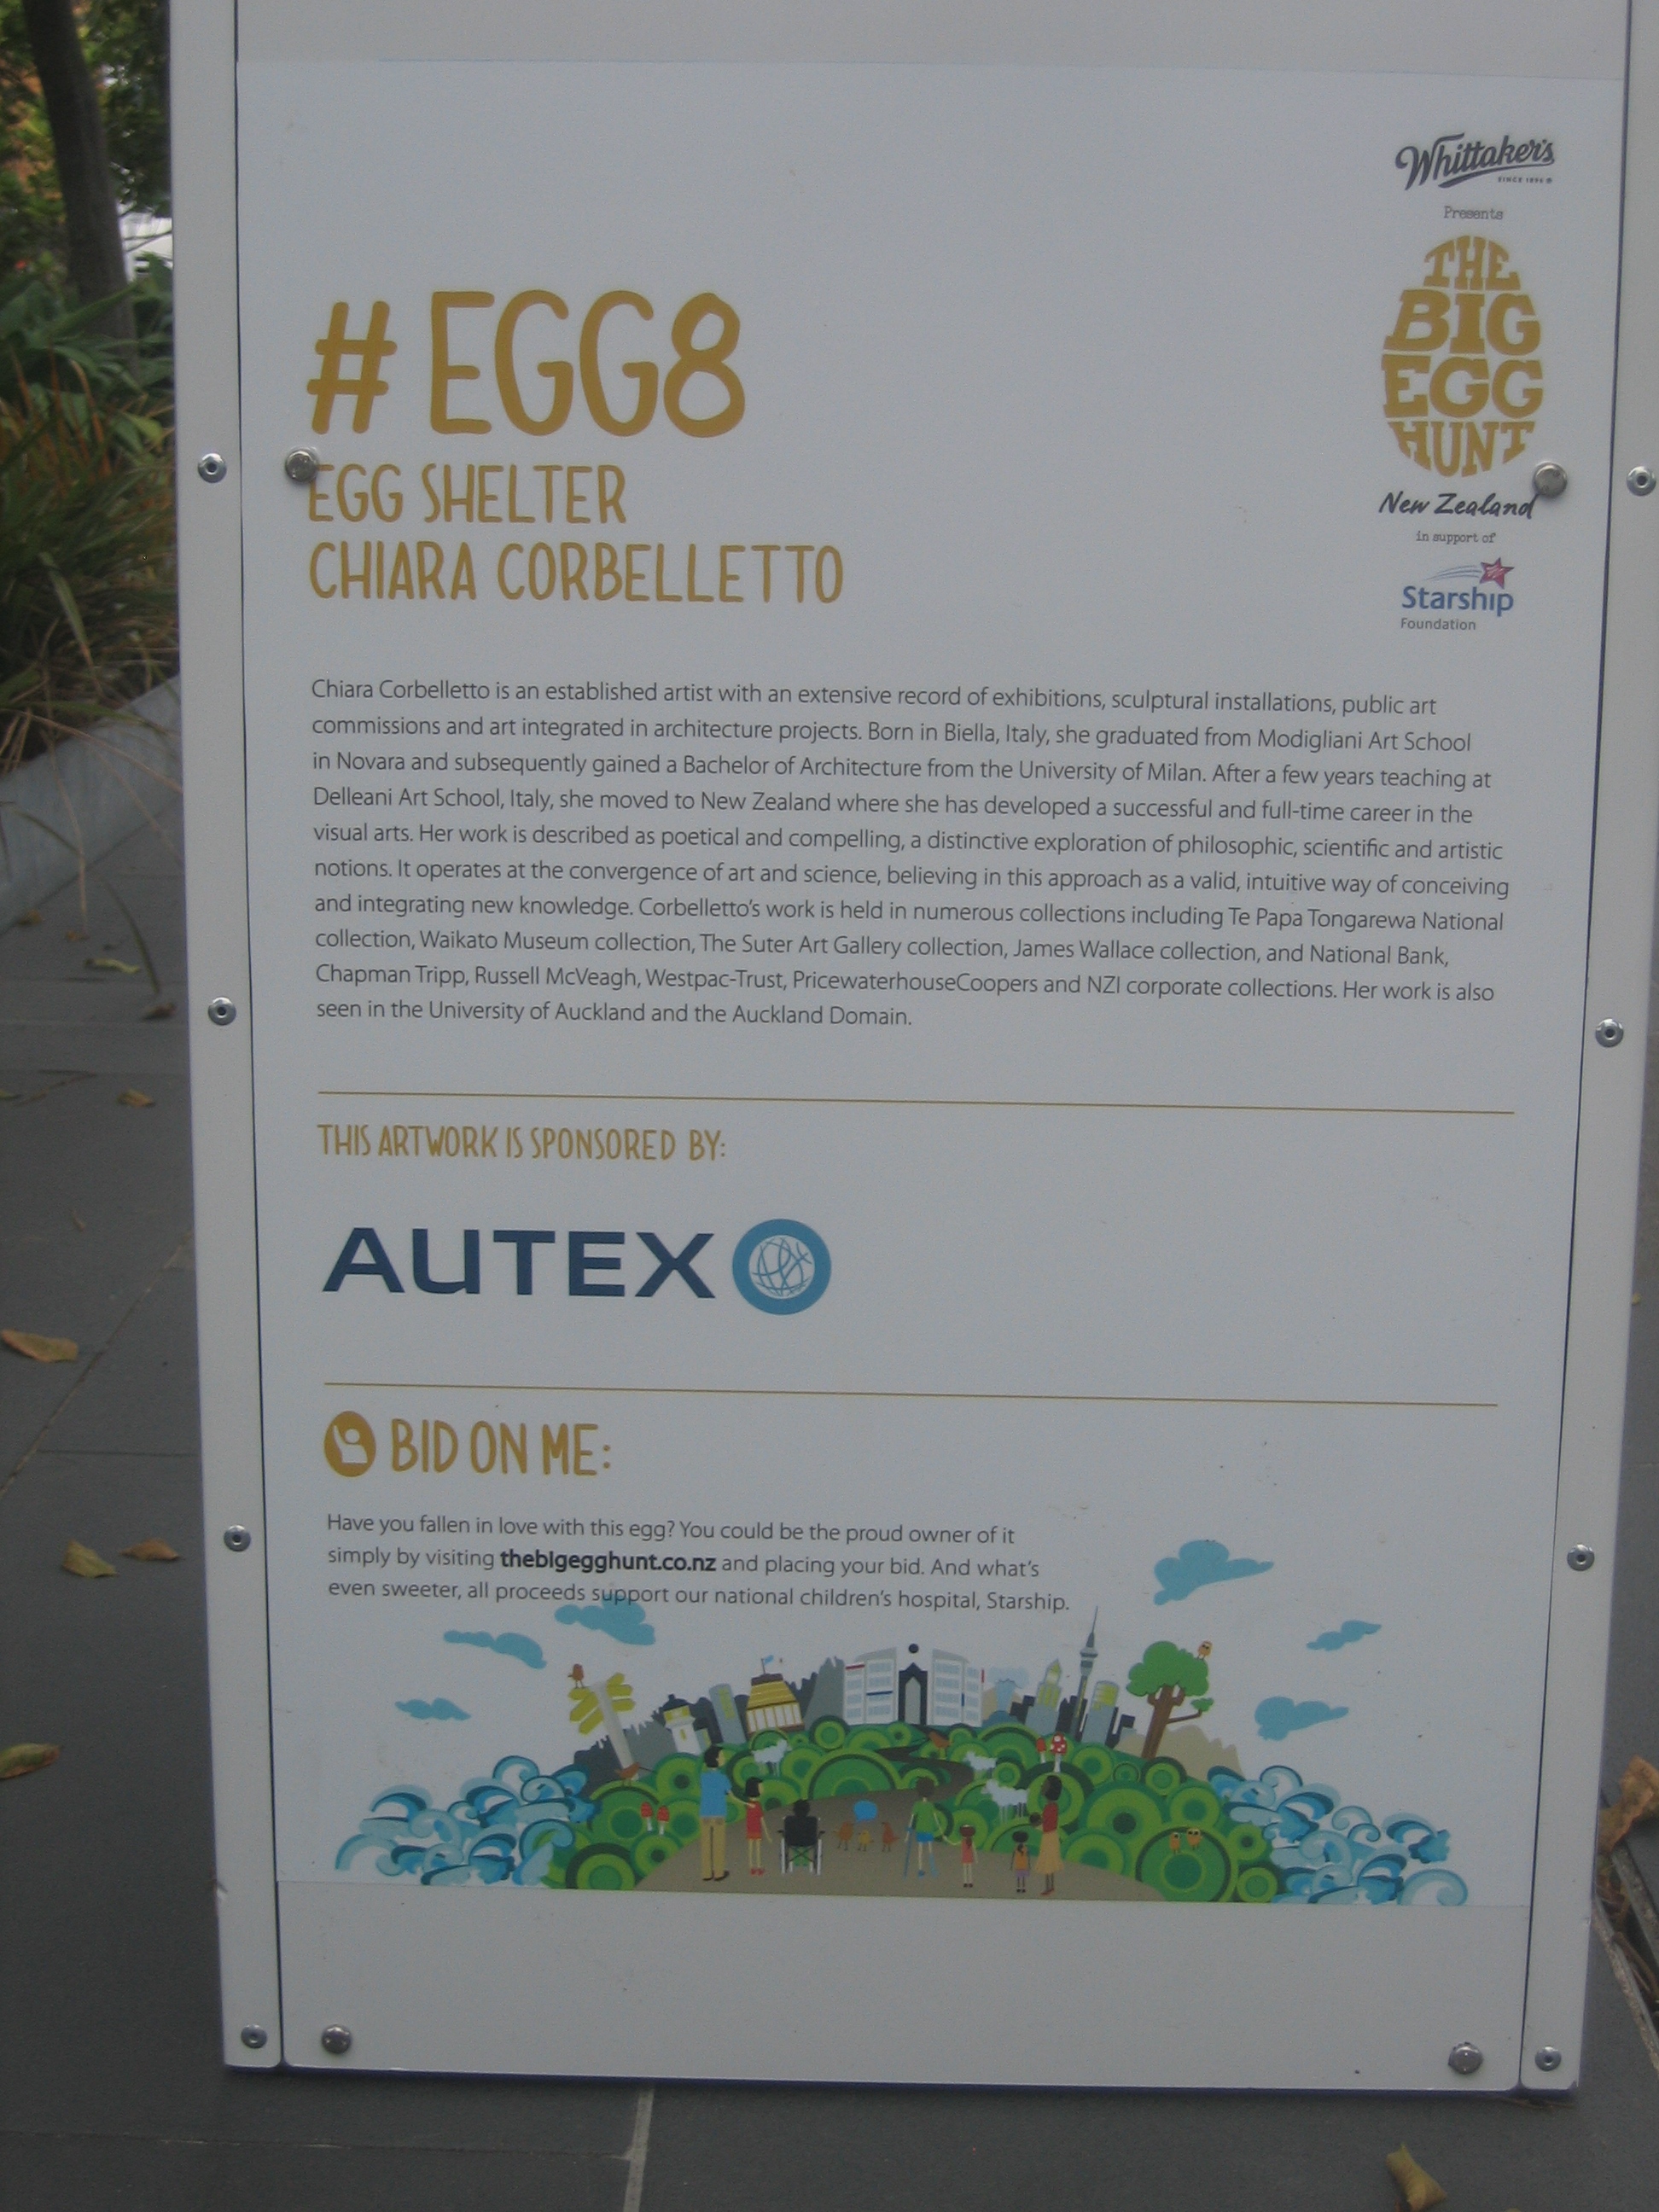 Whittaker's
SINCE 1896
Presents
THE
BIG
EGG
HUNT
New Zealand
in support of
Starship
Foundation
#EGG8
EGG SHELTER
CHIARA CORBELLETTO
Chiara Corbelletto is an established artist with an extensive record of exhibitions, sculptural installations, public art
commissions and art integrated in architecture projects. Born in Biella, Italy, she graduated from Modigliani Art School
in Novara and subsequently gained a Bachelor of Architecture from the University of Milan. After a few years teaching at
Delleani Art School, Italy, she moved to New Zealand where she has developed a successful and full-time career in the
visual arts. Her work is described as poetical and compelling, a distinctive exploration of philosophic, scientific and artistic
notions. It operates at the convergence of art and science, believing in this approach as a valid, intuitive way of conceiving
and integrating new knowledge. Corbelletto's work is held in numerous collections including Te Papa Tongarewa National
collection, Waikato Museum collection, The Suter Art Gallery collection, James Wallace collection, and National Bank,
Chapman Tripp, Russell McVeagh, Westpac-Trust, PricewaterhouseCoopers and NZI corporate collections. Her work is also
seen in the University of Auckland and the Auckland Domain.
THIS ARTWORK IS SPONSORED BY:
AUTEX
BID ON ME:
Have you fallen in love with this egg? You could be the proud owner of it
simply by visiting thebigegghunt.co.nz and placing your bid. And what's
even sweeter, all proceeds support our national children's hospital, Starship.